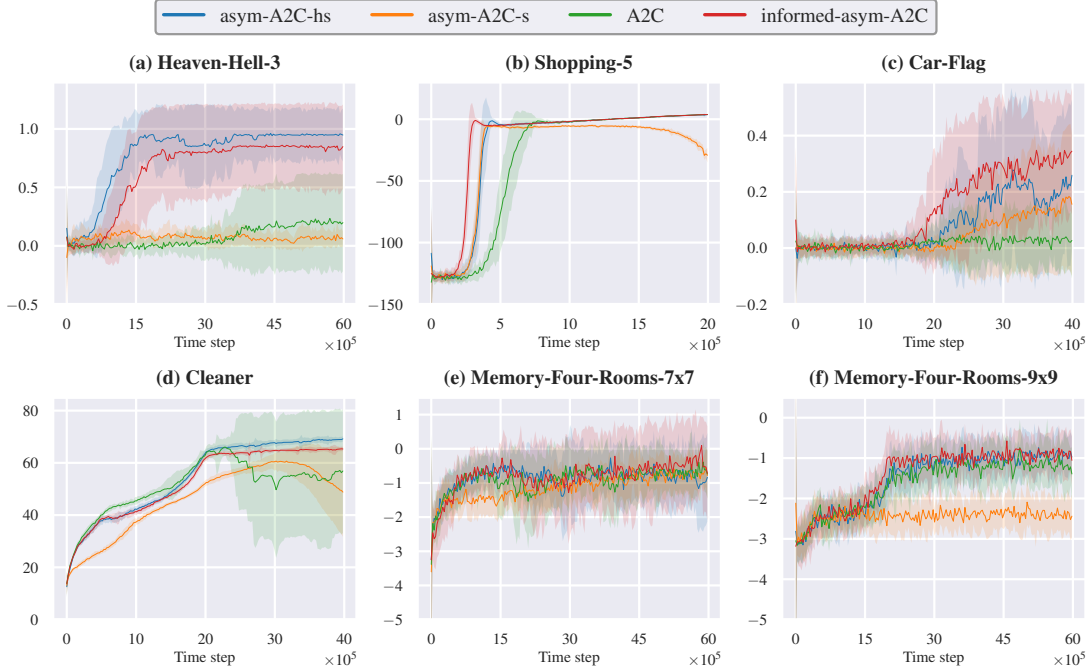 asym-A2C-hs asym-A2C-s A2C informed-asym-A2C
(a) Heaven-Hell-3
1.0
0.5
0.0
−0.5
0 15 30 45 60
Time step
×10⁵
(b) Shopping-5
0
−50
−100
−150
0 5 10 15 20
Time step
×10⁵
(c) Car-Flag
0.4
0.2
0.0
−0.2
0 10 20 30 40
Time step
×10⁵
(d) Cleaner
80
60
40
20
0
0 10 20 30 40
Time step
×10⁵
(e) Memory-Four-Rooms-7x7
1
0
−1
−2
−3
−4
−5
0 15 30 45 60
Time step
×10⁵
(f) Memory-Four-Rooms-9x9
0
−1
−2
−3
−4
−5
0 15 30 45 60
Time step
×10⁵